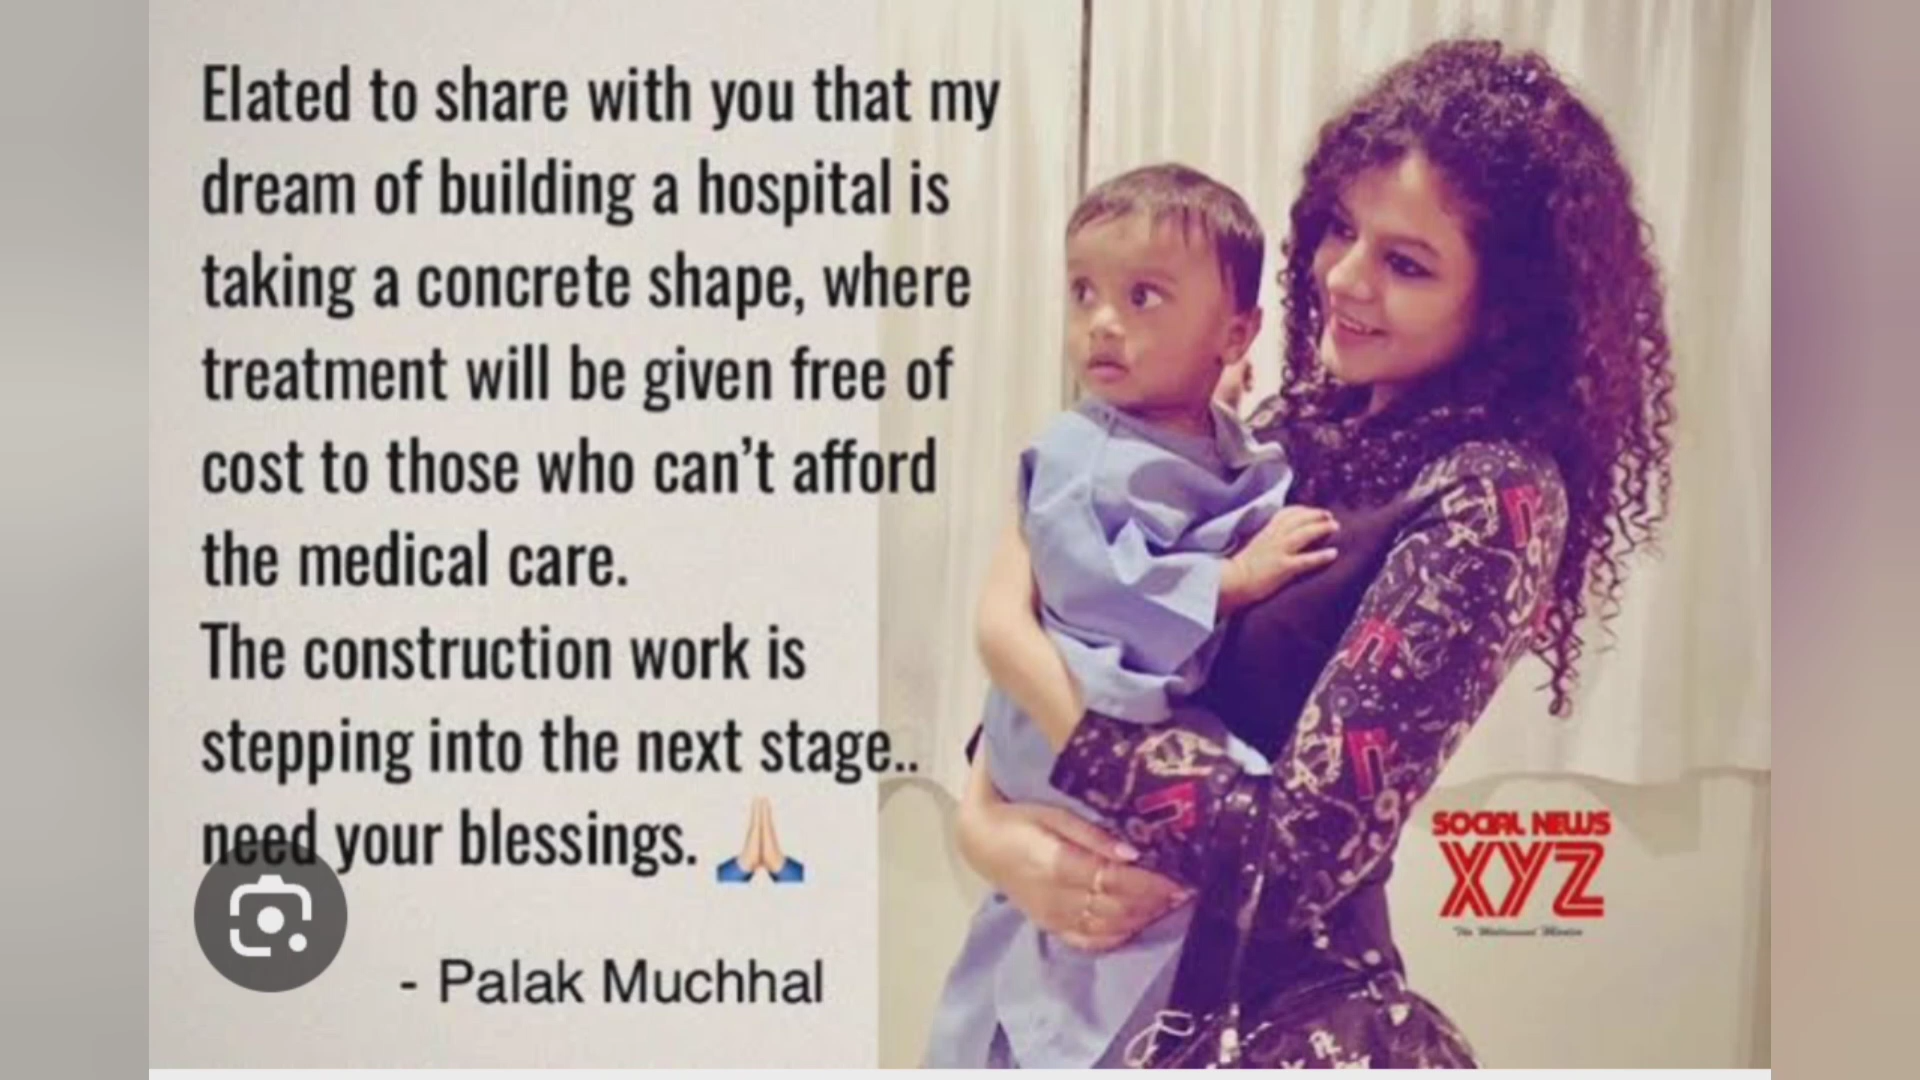 Elated to share with you that my
dream of building a hospital is
taking a concrete shape, where
treatment will be given free of
cost to those who can't afford
the medical care.
The construction work is
stepping into the next stage..
need your blessings. 🙏🏻
- Palak Muchhal
SOCIAL NEWS
XYZ